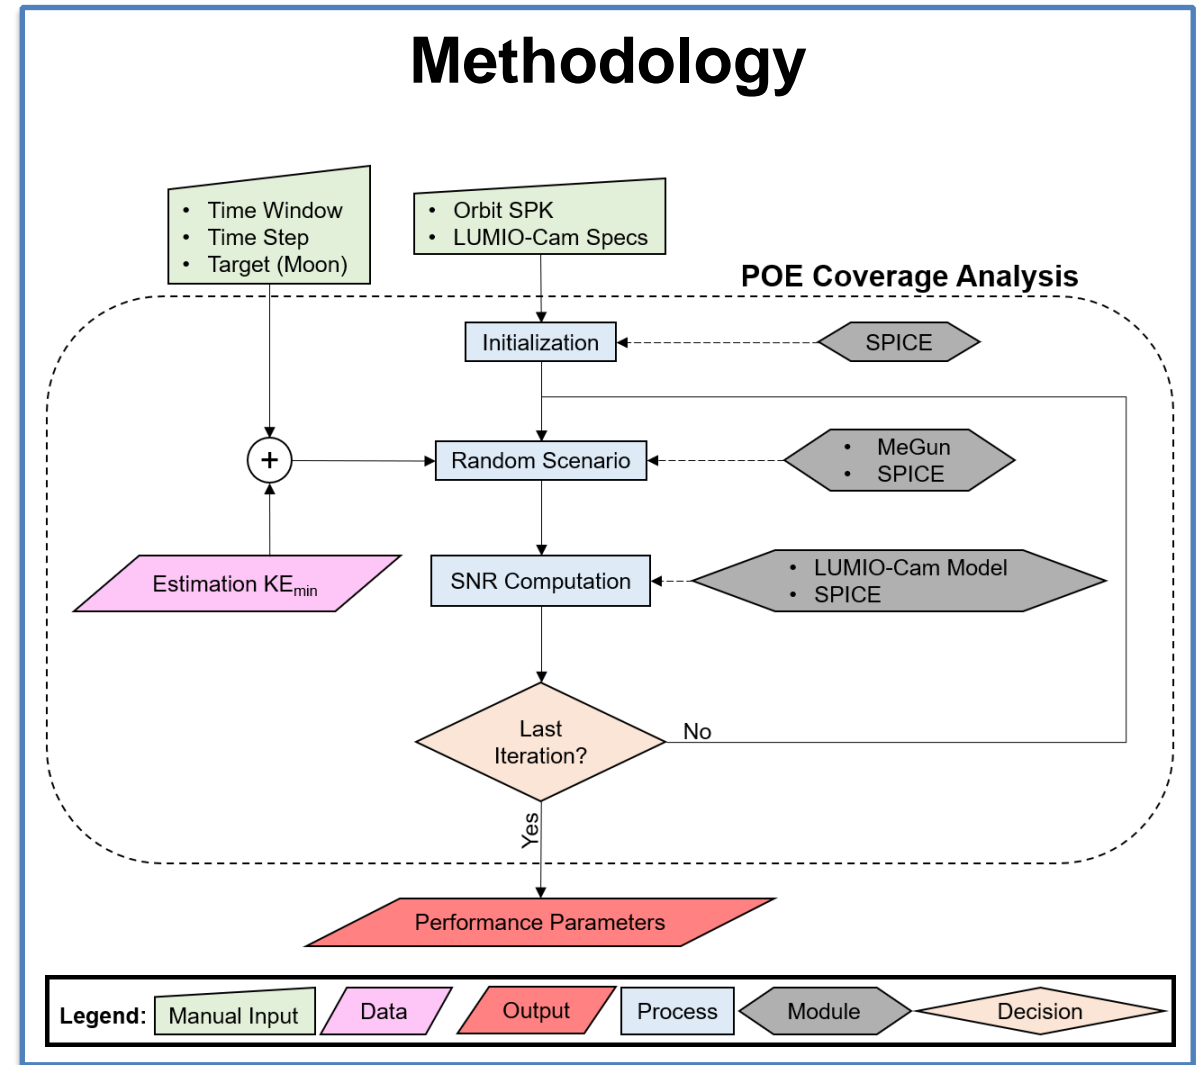 Methodology
• Time Window
• Time Step
• Target (Moon)
• Orbit SPK
• LUMIO-Cam Specs
POE Coverage Analysis
Initialization
SPICE
+
Random Scenario
• MeGun
• SPICE
Estimation KEmin
SNR Computation
• LUMIO-Cam Model
• SPICE
Last
Iteration?
No
Yes
Performance Parameters
Legend: Manual Input Data Output Process Module Decision